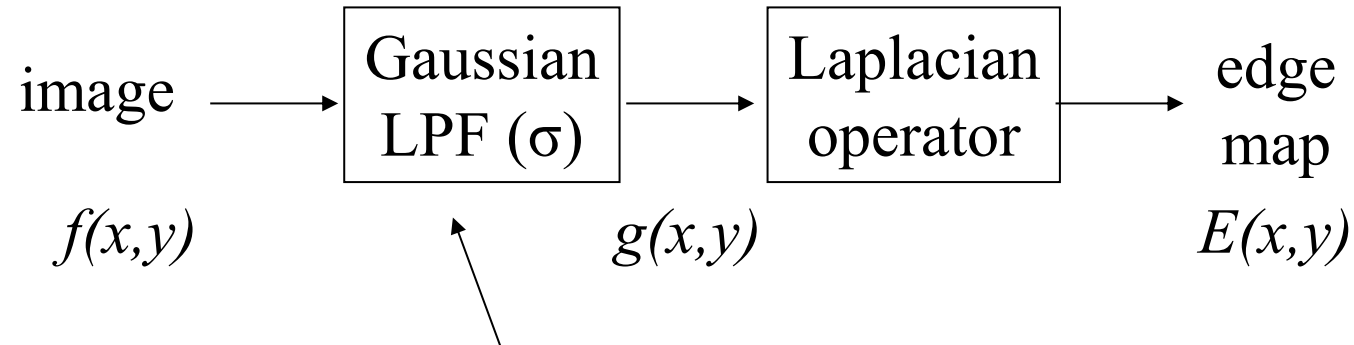 image
Gaussian
LPF (σ)
Laplacian
operator
edge
map
f(x,y)
g(x,y)
E(x,y)